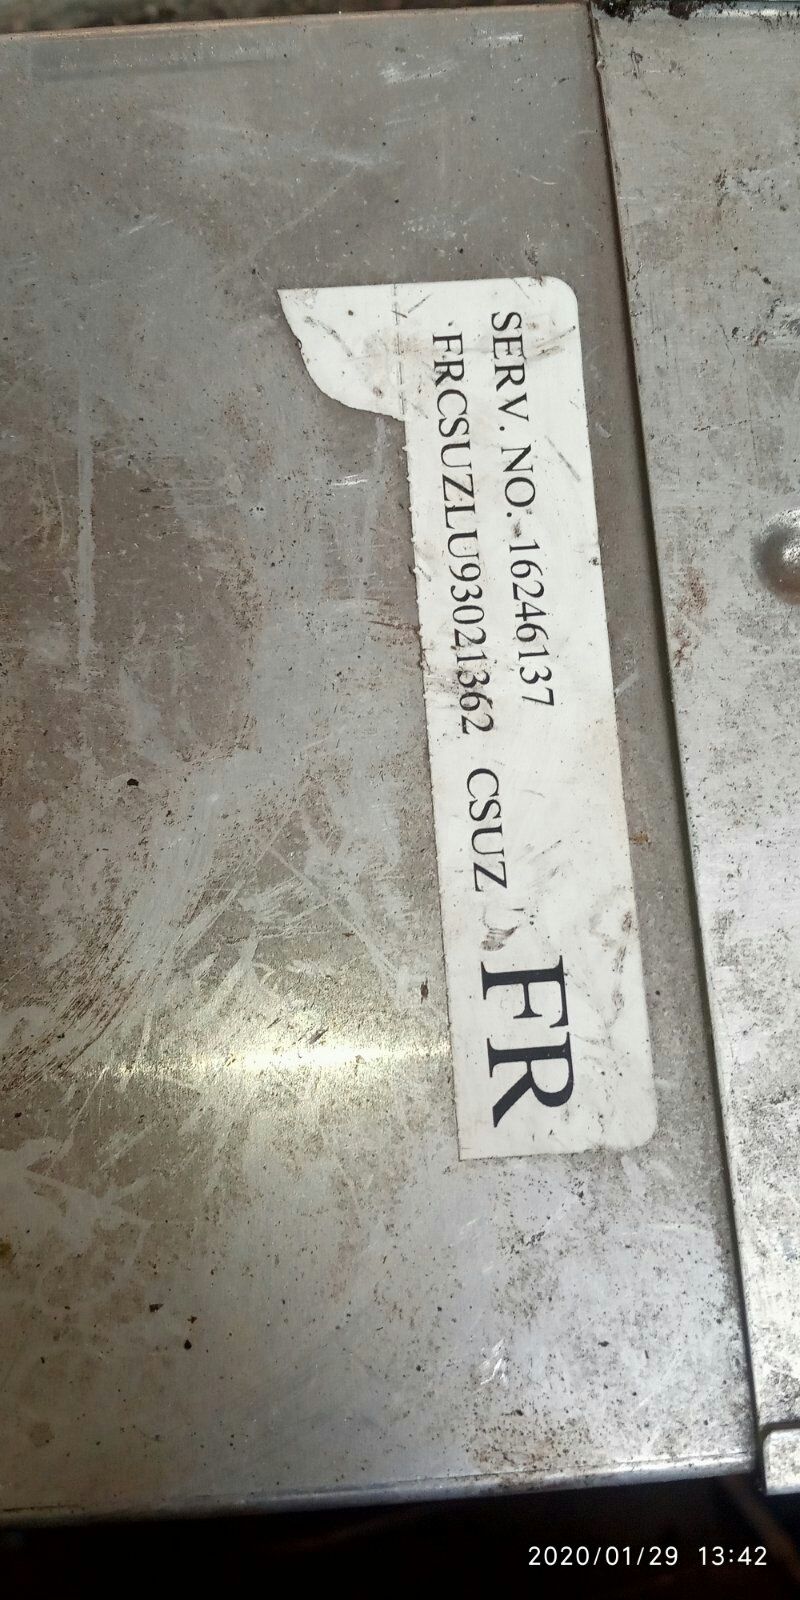 SERV. NO. 16246137
FRCSUZLU93021362 CSUZ FR
2020/01/29 13:42